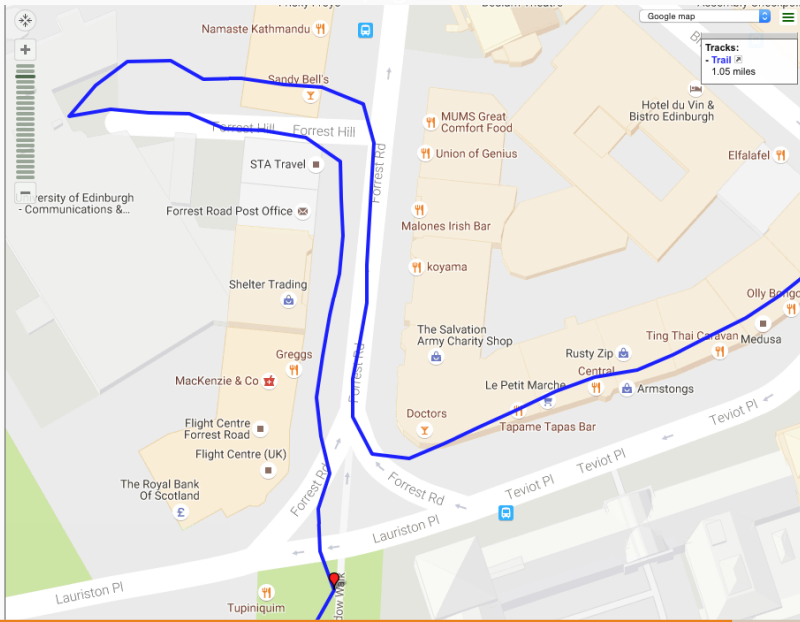 Google map
Tracks:
- Trail
1.05 miles
Namaste Kathmandu
Sandy Bell's
MUMS Great
Comfort Food
Hotel du Vin &
Bistro Edinburgh
Forrest Hill
Forrest Hill
Union of Genius
Elfalafel
STA Travel
Forrest Rd
University of Edinburgh
- Communications &...
Forrest Road Post Office
Malones Irish Bar
koyama
Shelter Trading
Olly Bongo
The Salvation
Army Charity Shop
Ting Thai Caravan
Medusa
Greggs
Rusty Zip
Forrest Rd
MacKenzie & Co
Central
Le Petit Marche
Armstongs
Doctors
Teviot Pl
Flight Centre
Forrest Road
Tapame Tapas Bar
Flight Centre (UK)
Teviot Pl
The Royal Bank
Of Scotland
Forrest Rd
Forrest Rd
Teviot Pl
Lauriston Pl
Lauriston Pl
dow Walk
Tupiniquim